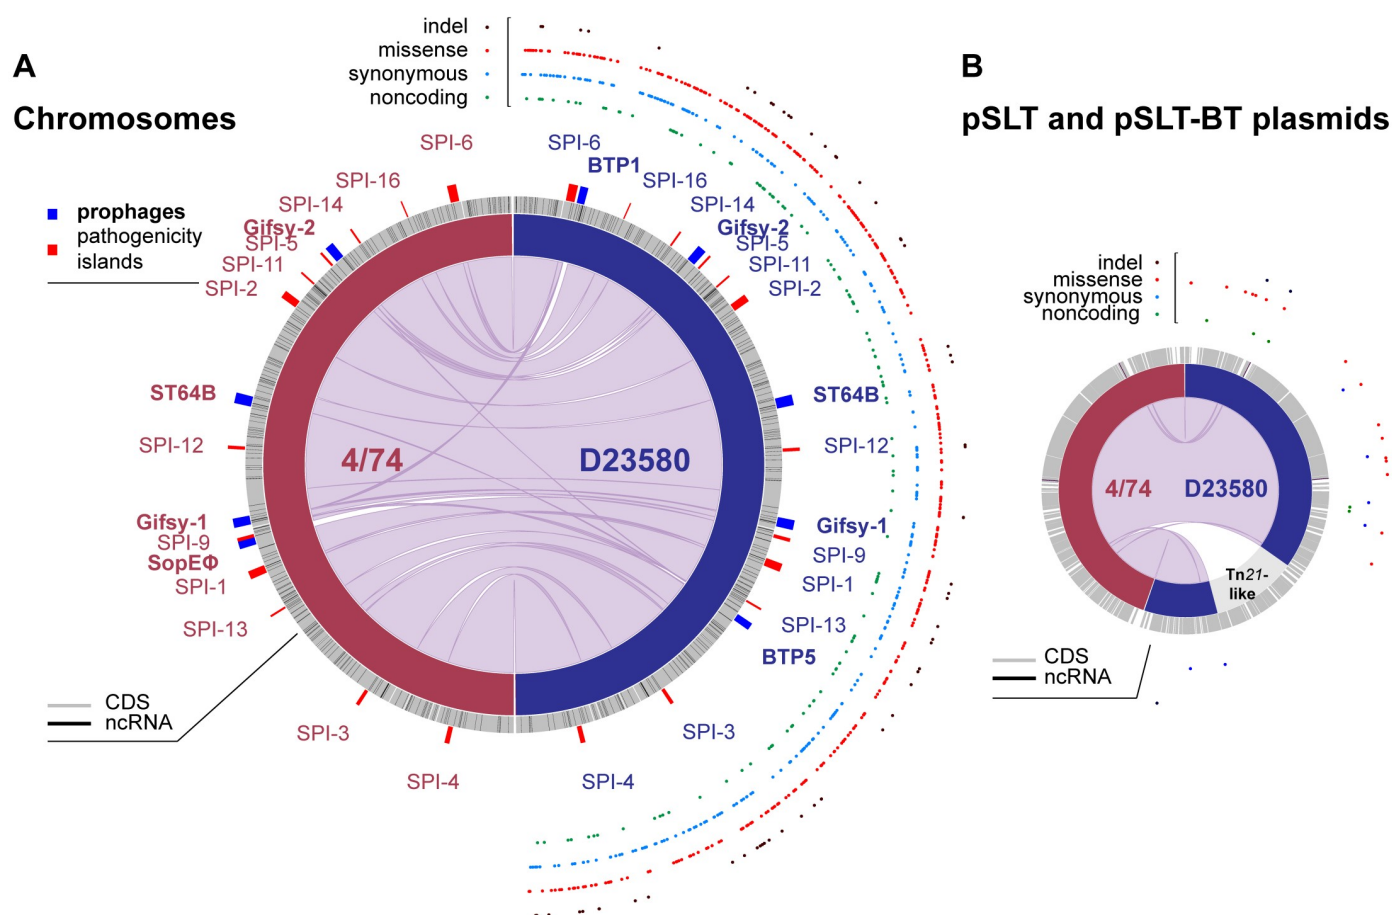 A
Chromosomes
indel
missense
synonymous
noncoding
prophages
pathogenicity
islands
SPI-6
SPI-16
SPI-14
Gifsy-2
SPI-5
SPI-11
SPI-2
ST64B
SPI-12
Gifsy-1
SPI-9
SopEΦ
SPI-1
SPI-13
SPI-3
SPI-4
SPI-6
BTP1
SPI-16
SPI-14
Gifsy-2
SPI-5
SPI-11
SPI-2
ST64B
SPI-12
Gifsy-1
SPI-9
SPI-1
SPI-13
BTP5
SPI-3
SPI-4
4/74
D23580
CDS
ncRNA
B
pSLT and pSLT-BT plasmids
indel
missense
synonymous
noncoding
4/74
D23580
Tn21-
like
CDS
ncRNA